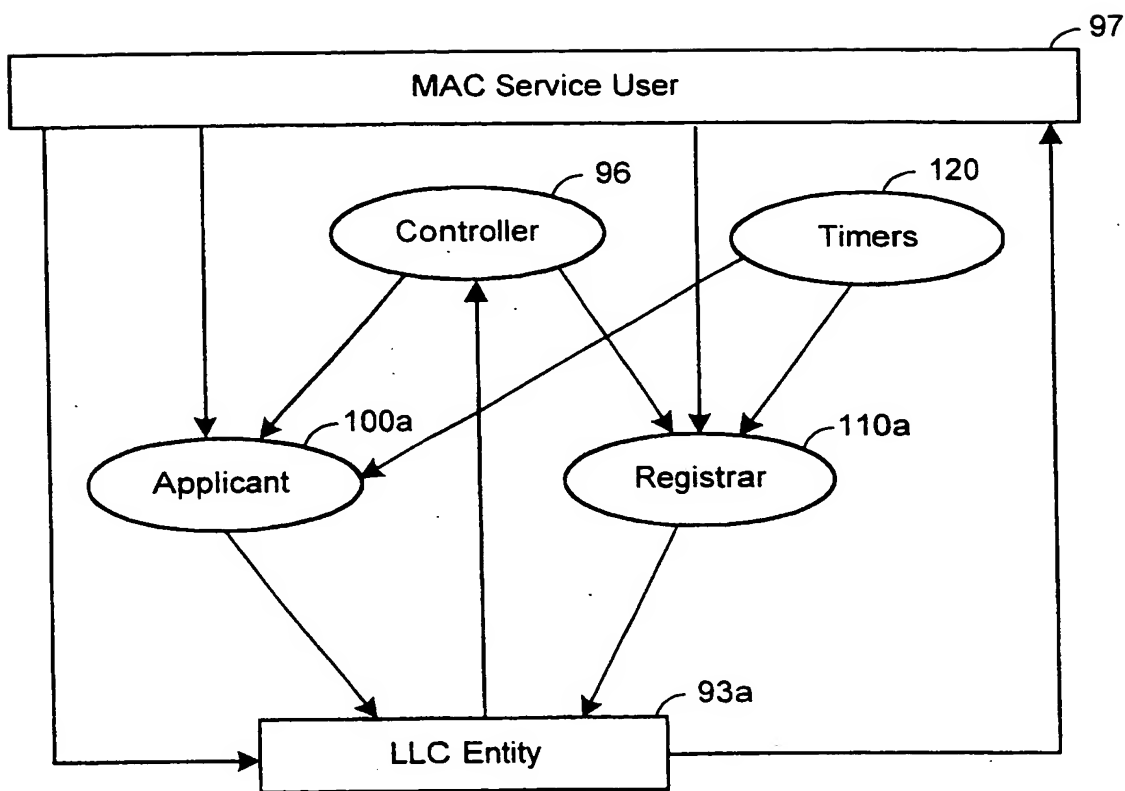 97
MAC Service User
96
120
Controller
Timers
100a
110a
Applicant
Registrar
93a
LLC Entity